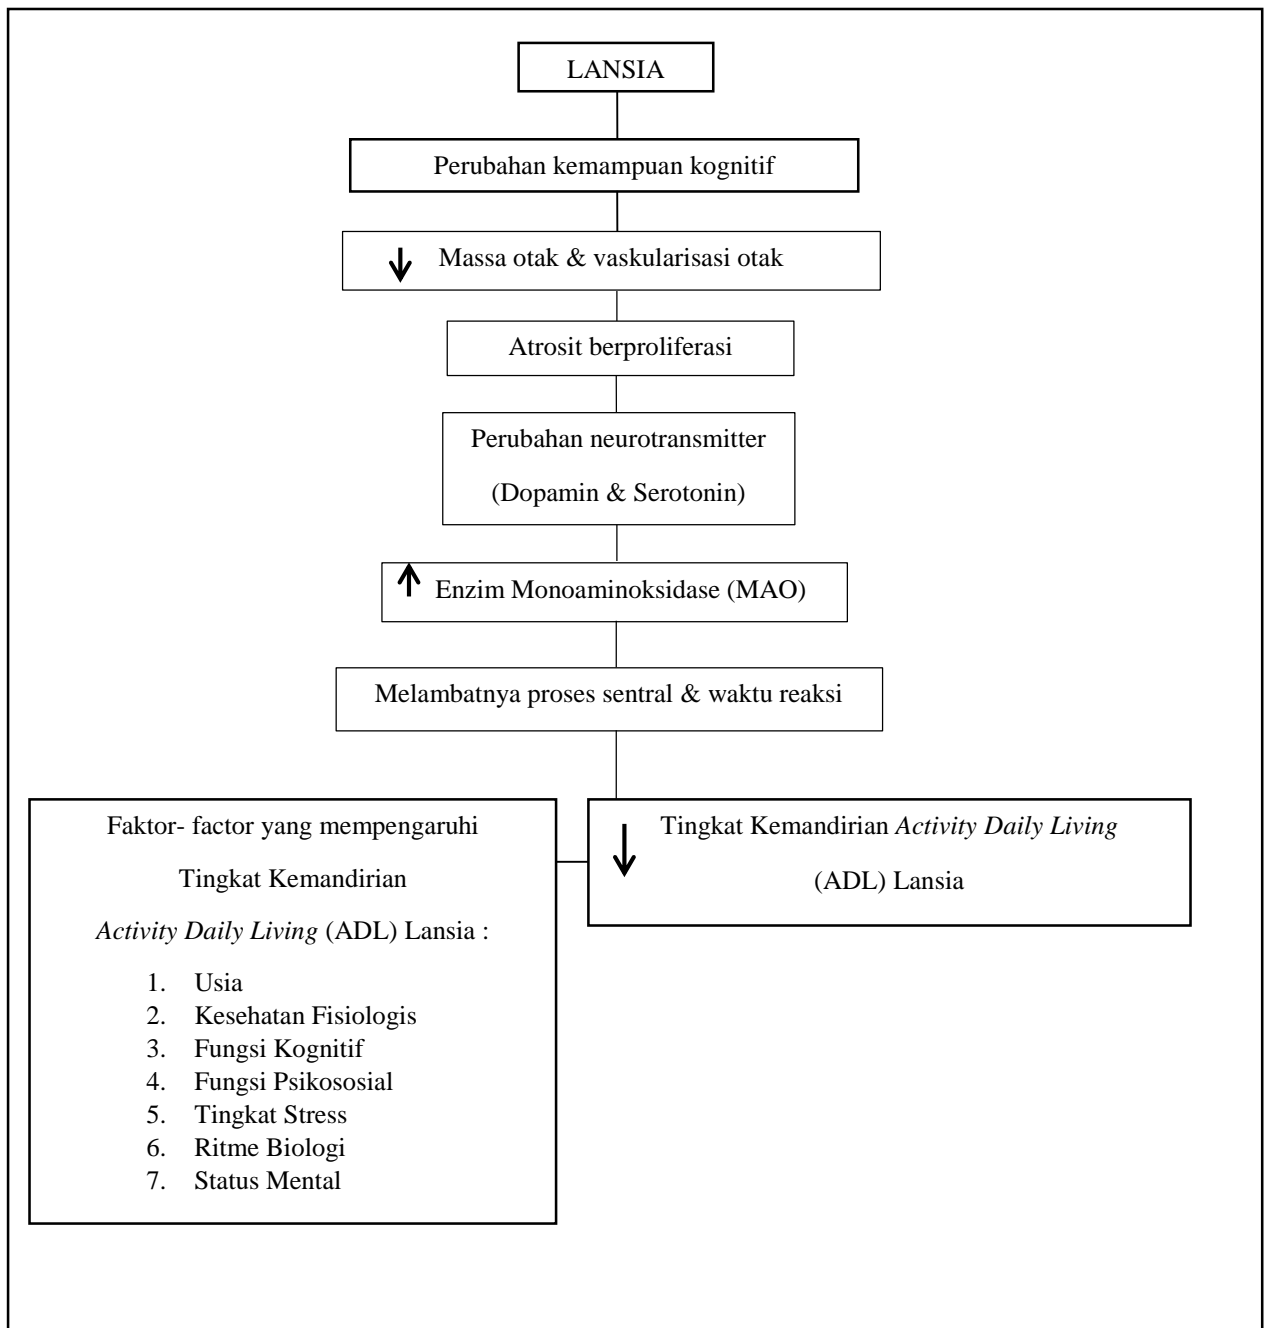 LANSIA
Perubahan kemampuan kognitif
Massa otak & vaskularisasi otak
Atrosit berproliferasi
Perubahan neurotransmitter
(Dopamin & Serotonin)
Enzim Monoaminoksidase (MAO)
Melambatnya proses sentral & waktu reaksi
Faktor- factor yang mempengaruhi
Tingkat Kemandirian
Activity Daily Living (ADL) Lansia :
1. Usia
2. Kesehatan Fisiologis
3. Fungsi Kognitif
4. Fungsi Psikososial
5. Tingkat Stress
6. Ritme Biologi
7. Status Mental
Tingkat Kemandirian Activity Daily Living
(ADL) Lansia